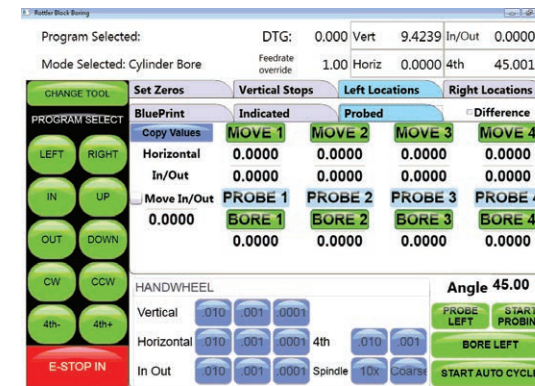 Rottler Block Boring
Program Selected: DTG: 0.000 Vert 9.4239 In/Out 0.0000
Mode Selected: Cylinder Bore Feedrate override 1.00 Horiz 0.0000 4th 45.001
CHANGE TOOL Set Zeros Vertical Stops Left Locations Right Locations
PROGRAM SELECT BluePrint Indicated Probed Difference
Copy Values MOVE 1 MOVE 2 MOVE 3 MOVE 4
LEFT RIGHT Horizontal 0.0000 0.0000 0.0000 0.0000
In/Out 0.0000 0.0000 0.0000 0.0000
IN UP Move In/Out PROBE 1 PROBE 2 PROBE 3 PROBE 4
0.0000 BORE 1 BORE 2 BORE 3 BORE 4
OUT DOWN 0.0000 0.0000 0.0000 0.0000
CW CCW HANDWHEEL Angle 45.00
Vertical .010 .001 .0001 PROBE LEFT START PROBIN
4th- 4th+ Horizontal .010 .001 .0001 4th .010 .001 BORE LEFT
E-STOP IN In Out .010 .001 .0001 Spindle 10x Coarse START AUTO CYCLE